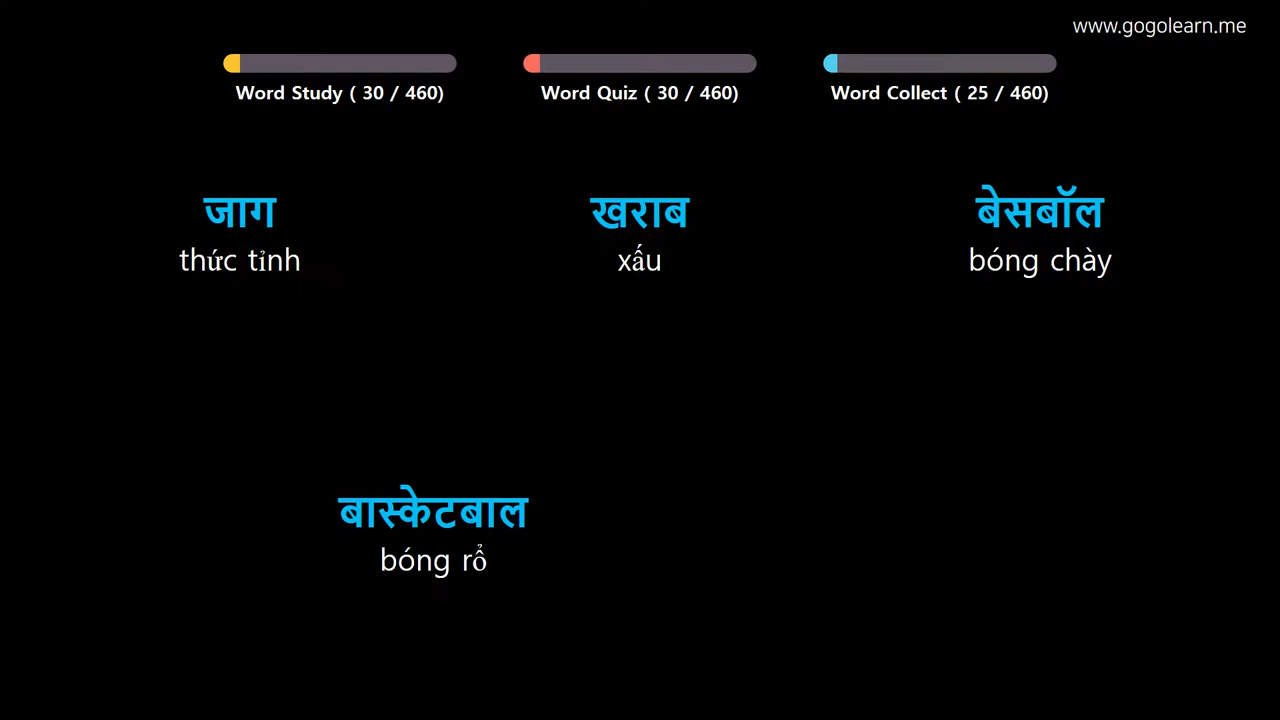 www.gogolearn.me
Word Study ( 30 / 460)
Word Quiz ( 30 / 460)
Word Collect ( 25 / 460)
जाग
thức tỉnh
खराब
xấu
बेसबॉल
bóng chày
बास्केटबाल
bóng rổ